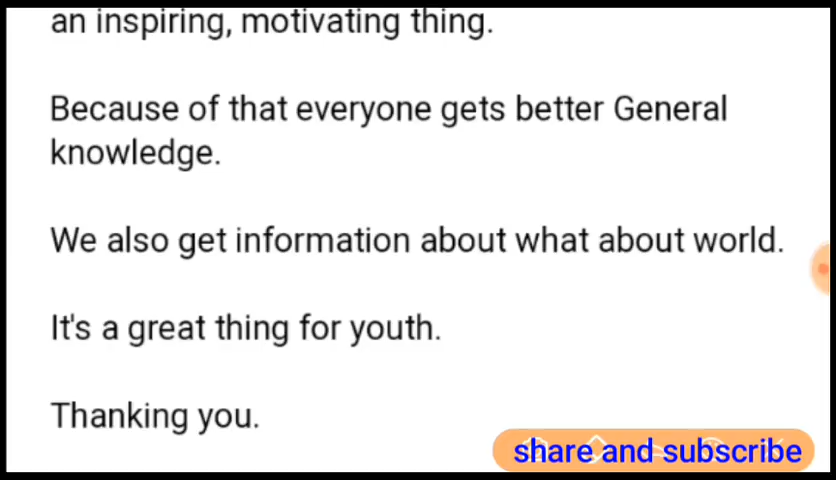 an inspiring, motivating thing.
Because of that everyone gets better General
knowledge.
We also get information about what about world.
It's a great thing for youth.
Thanking you.
share and subscribe